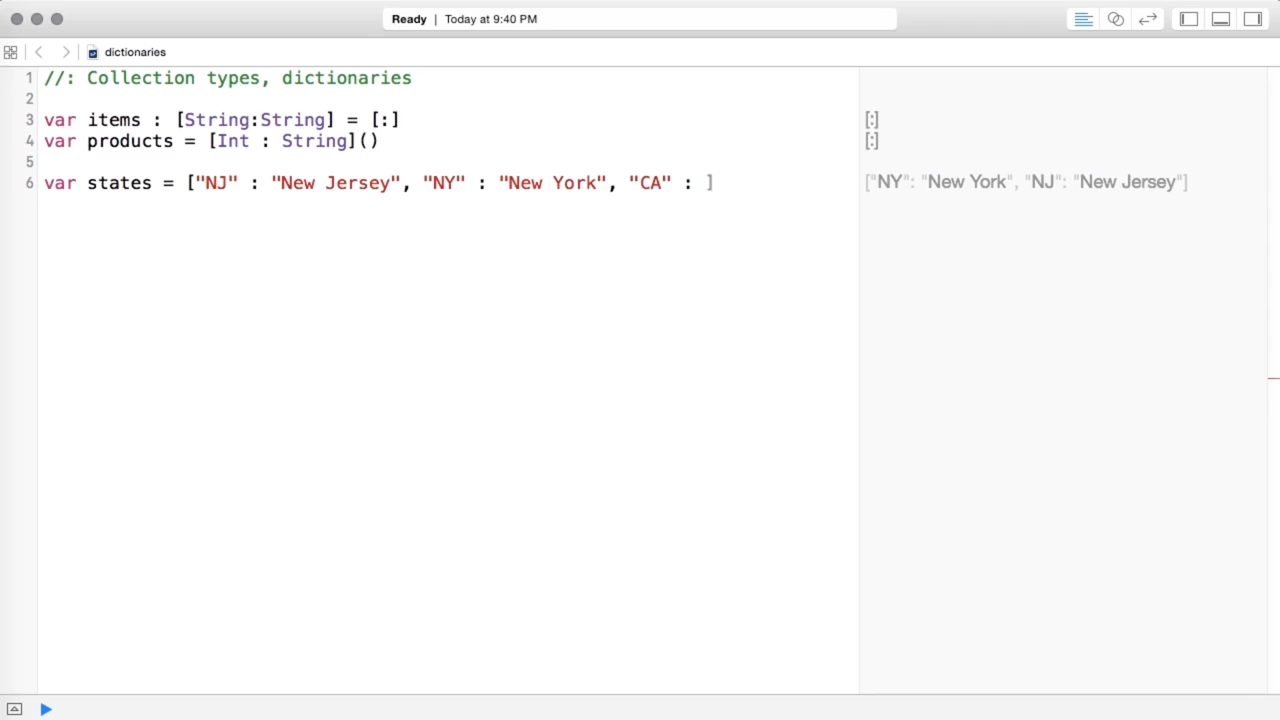 Ready | Today at 9:40 PM
dictionaries
1 //: Collection types, dictionaries
2
3 var items : [String:String] = [:]
[:]
4 var products = [Int : String]()
[:]
5
6 var states = ["NJ" : "New Jersey", "NY" : "New York", "CA" : ]
["NY": "New York", "NJ": "New Jersey"]